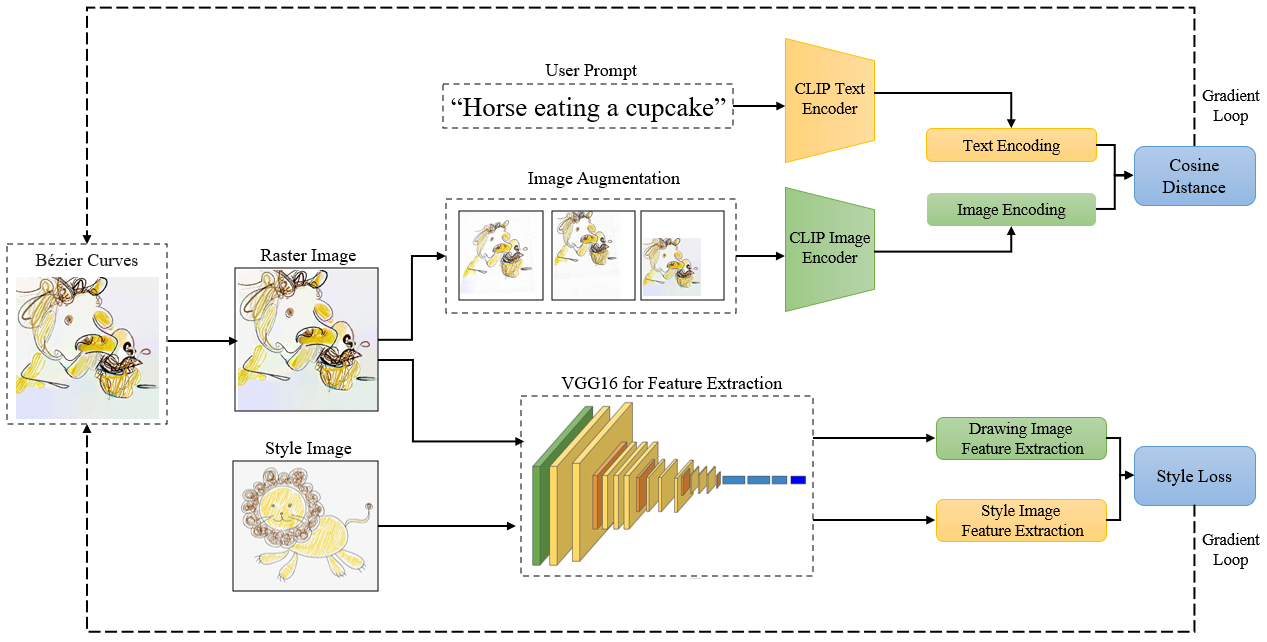 User Prompt
“Horse eating a cupcake”
CLIP Text
Encoder
Text Encoding
Gradient
Loop
Cosine
Distance
Image Augmentation
CLIP Image
Encoder
Image Encoding
Bézier Curves
Raster Image
VGG16 for Feature Extraction
Style Image
Drawing Image
Feature Extraction
Style Image
Feature Extraction
Style Loss
Gradient
Loop